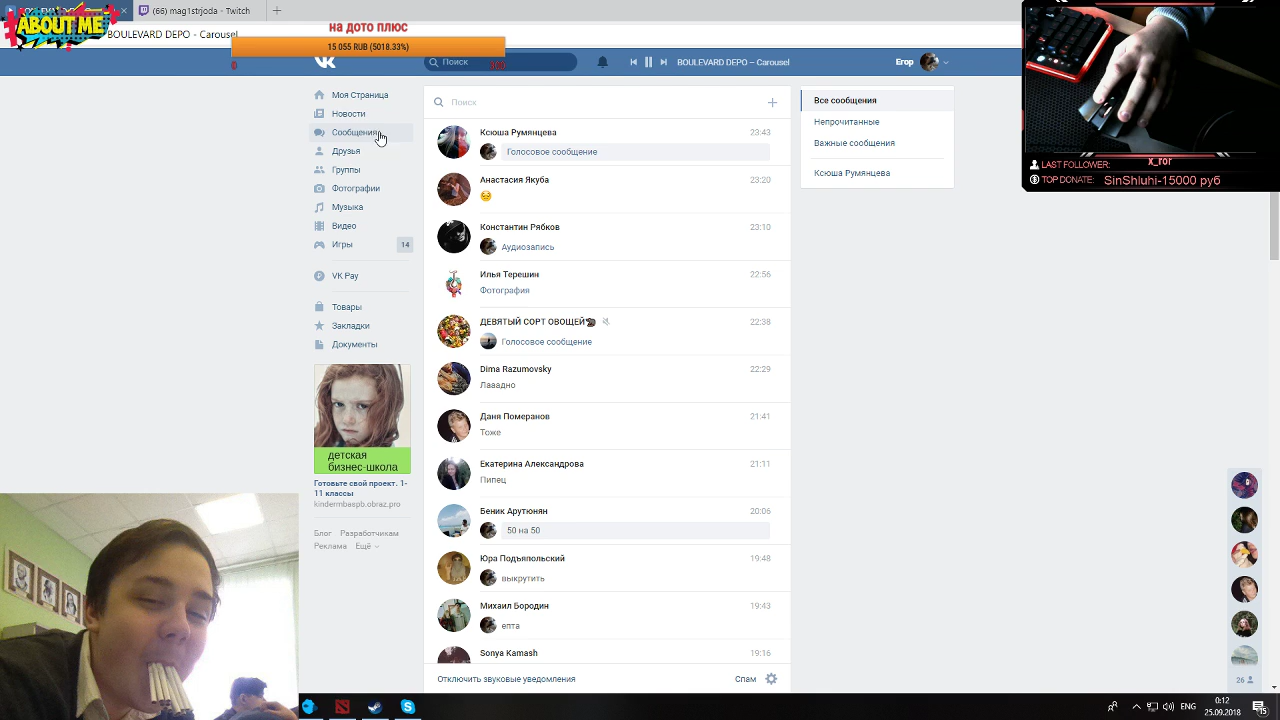 (66) mag1strjoda - Twitch
ABOUT ME
BOULEVARD DEPO – Carousel
на дото плюс
15 055 RUB (5018.33%)
0
300
Поиск
BOULEVARD DEPO – Carousel
Егор
Моя Страница
Новости
Сообщения
Друзья
Группы
Фотографии
Музыка
Видео
Игры
14
VK Pay
Товары
Закладки
Документы
детская
бизнес-школа
Готовьте свой проект. 1-
11 классы
kindermbaspb.obraz.pro
Блог Разработчикам
Реклама Ещё
Поиск
Ксюша Румянцева 23:43
Голосовое сообщение
Анастасия Якуба 23:20
Константин Рябков 23:10
Аудиозапись
Илья Терешин 22:56
Фотография
ДЕВЯТЫЙ СОРТ ОВОЩЕЙ 22:38
Голосовое сообщение
Dima Razumovsky 22:29
Лааадно
Даня Померанов 21:41
Тоже
Екатерина Александрова 21:11
Пипец
Беник Арутюнян 20:06
50 на 50
Юра Подъяпольский 19:48
выкрутить
Михаил Бородин 19:43
епта
Sonya Kamash 19:16
Отключить звуковые уведомления Спам
Все сообщения
Непрочитанные
Важные сообщения
Ксюша Румянцева
LAST FOLLOWER: x_ror
TOP DONATE: SinShluhi-15000 руб
26
0:12
ENG
25.09.2018
15